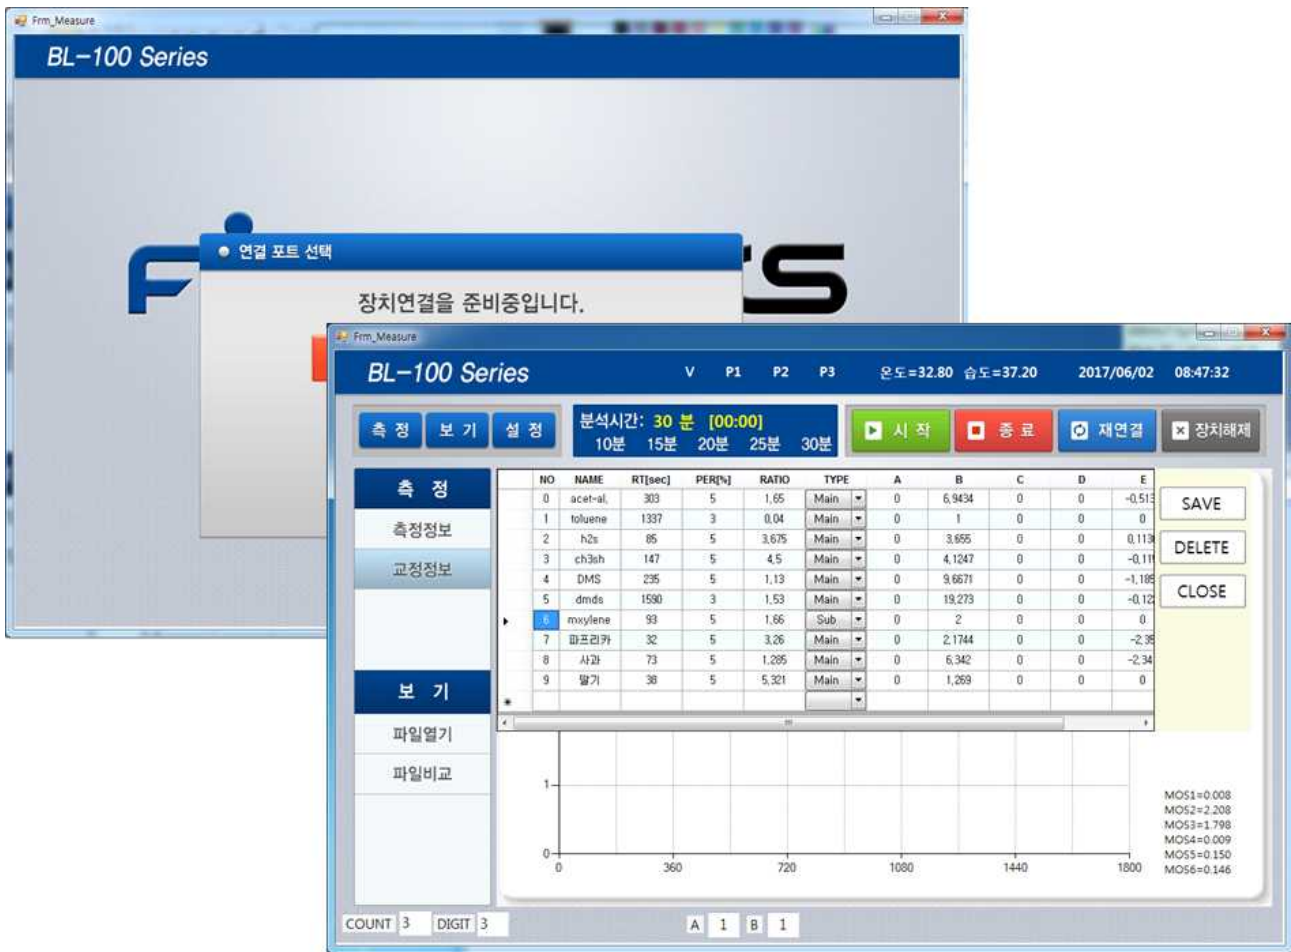 Frm_Measure
BL-100 Series
연결 포트 선택
장치연결을 준비중입니다.
Frm_Measure
BL-100 Series V P1 P2 P3 온도=32.80 습도=37.20 2017/06/02 08:47:32
측 정 보 기 설 정
분석시간: 30 분 [00:00]
10분 15분 20분 25분 30분
시 작 종 료 재연결 장치해제
측 정
측정정보
교정정보
보 기
파일열기
파일비교
NO NAME RT[sec] PER[%] RATIO TYPE A B C D E
0 acet-al, 303 5 1,65 Main 0 6,9434 0 0 -0,513
1 toluene 1337 3 0,04 Main 0 1 0 0 0
2 h2s 85 5 3,675 Main 0 3,655 0 0 0,1136
3 ch3sh 147 5 4,5 Main 0 4,1247 0 0 -0,119
4 DMS 235 5 1,13 Main 0 9,6671 0 0 -1,185
5 dmds 1590 3 1,53 Main 0 19,273 0 0 -0,123
6 mxylene 93 5 1,66 Sub 0 2 0 0 0
7 파프리카 32 5 3,26 Main 0 2,1744 0 0 -2,35
8 사과 73 5 1,285 Main 0 6,342 0 0 -2,34
9 딸기 38 5 5,321 Main 0 1,269 0 0 0
SAVE
DELETE
CLOSE
1
0
0 360 720 1080 1440 1800
MOS1=0.008
MOS2=2.208
MOS3=1.798
MOS4=0.009
MOS5=0.150
MOS6=0.146
COUNT 3 DIGIT 3 A 1 B 1